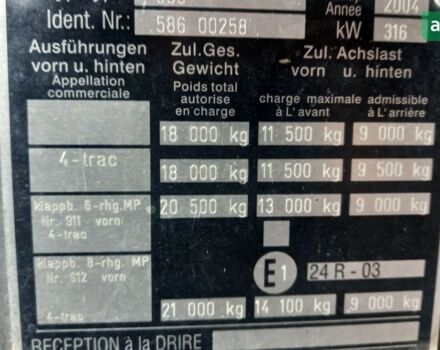 Année 2004
Ident. Nr.: 586 00258 kW 316
a
Ausführungen Zul.Ges. Zul. Achslast
vorn u. hinten Gewicht vorn u. hinten
Appellation Poids total
commerciale autorise charge maximale admissible
en charge à L'avant à L'arrière
18 000 kg 11 500 kg 9 000 kg
4-trac 18 000 kg 11 500 kg 9 500 kg
klappb. 6-rhg.MP 20 500 kg 13 000 kg 9 000 kg
Nr. 911 vorn
4-trac
klappb. 8-rhg. MP E1 24 R - 03
Nr. 912 vorn
4-trac 21 000 kg 14 100 kg 9 000 kg
RECEPTION à la DRIRE